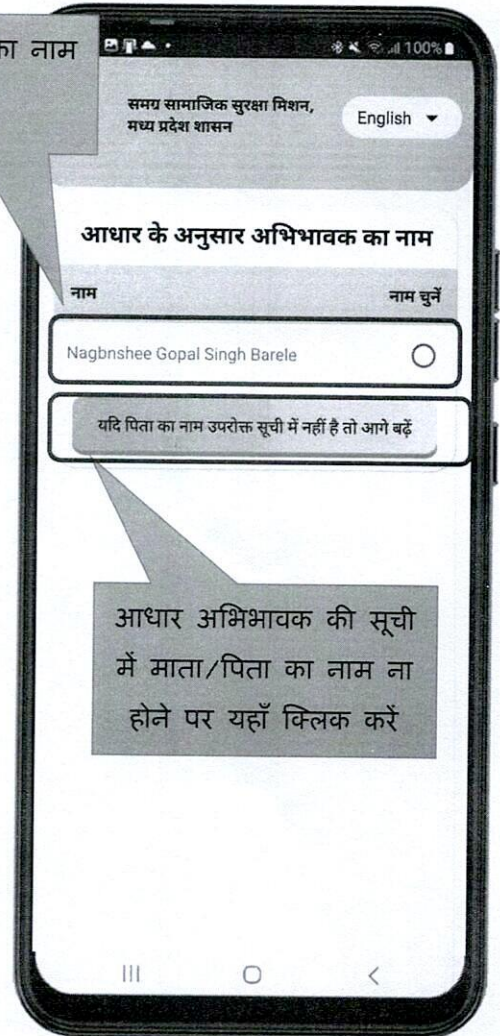 का नाम
100%
समग्र सामाजिक सुरक्षा मिशन,
मध्य प्रदेश शासन
English
आधार के अनुसार अभिभावक का नाम
नाम
नाम चुनें
Nagbnshee Gopal Singh Barele
यदि पिता का नाम उपरोक्त सूची में नहीं है तो आगे बढ़ें
आधार अभिभावक की सूची
में माता/पिता का नाम ना
होने पर यहाँ क्लिक करें